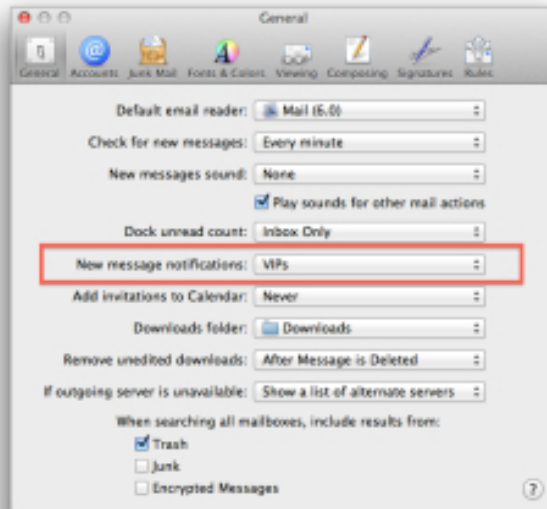 General
General Accounts Junk Mail Fonts & Colors Viewing Composing Signatures Rules
Default email reader: Mail (6.0)
Check for new messages: Every minute
New messages sound: None
Play sounds for other mail actions
Dock unread count: Inbox Only
New message notifications: VIPs
Add invitations to Calendar: Never
Downloads folder: Downloads
Remove unedited downloads: After Message is Deleted
If outgoing server is unavailable: Show a list of alternate servers
When searching all mailboxes, include results from:
Trash
Junk
Encrypted Messages
?